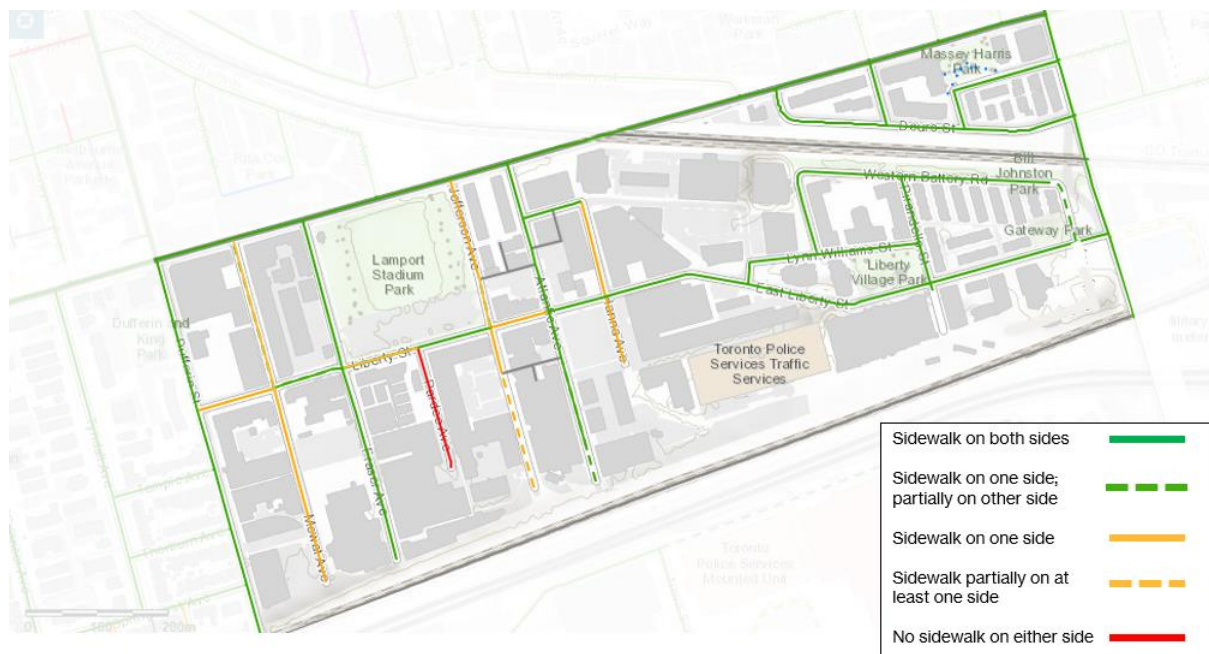 Massey Harris
Park
Douro St
Bill
Johnston
Park
Western Battery Rd
Pirandello St
Gateway Park
Lynn Williams St
Liberty
Village Park
East Liberty St
Jefferson Ave
Lamport
Stadium
Park
Atlantic Ave
Hanna Ave
Dufferin and
King
Park
Dufferin St
Liberty St
Toronto Police
Services Traffic
Services
Pardee Ave
Fraser Ave
Mowat Ave
Toronto
Police Services
Mounted Unit
0 100 200m
Sidewalk on both sides
Sidewalk on one side;
partially on other side
Sidewalk on one side
Sidewalk partially on at
least one side
No sidewalk on either side